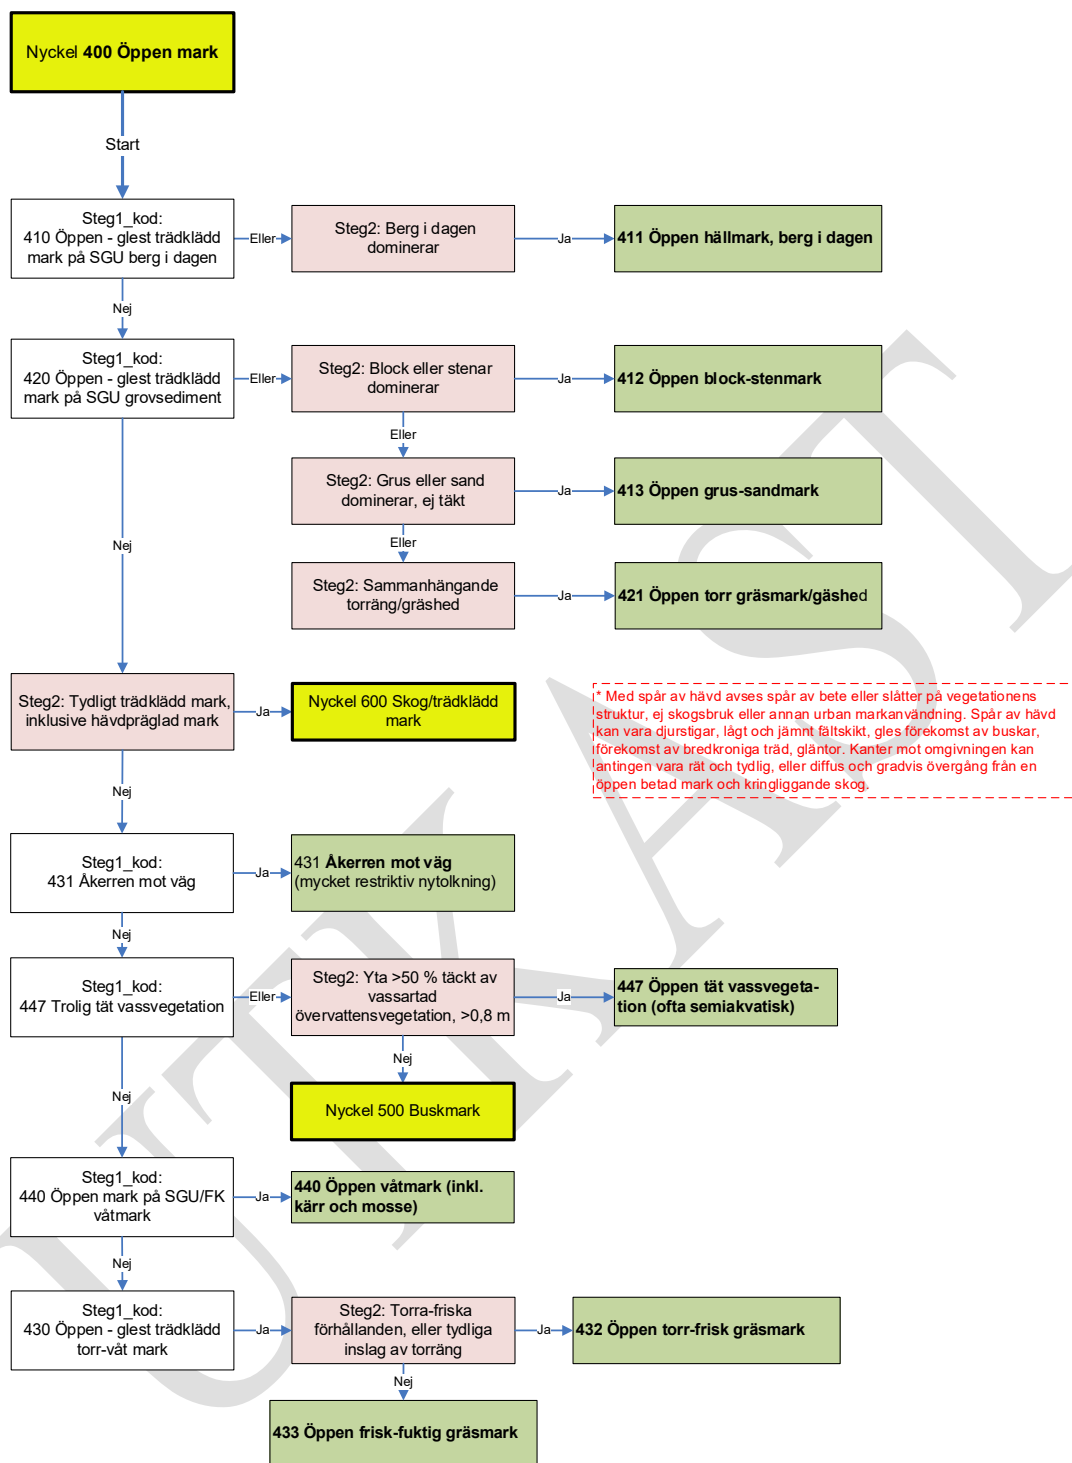 Nyckel 400 Öppen mark
Start
Steg1_kod:
410 Öppen - glest trädklädd
mark på SGU berg i dagen
Eller
Steg2: Berg i dagen
dominerar
Ja
411 Öppen hällmark, berg i dagen
Nej
Steg1_kod:
420 Öppen - glest trädklädd
mark på SGU grovsediment
Eller
Steg2: Block eller stenar
dominerar
Ja
412 Öppen block-stenmark
Eller
Steg2: Grus eller sand
dominerar, ej täkt
Ja
413 Öppen grus-sandmark
Eller
Nej
Steg2: Sammanhängande
torräng/gräshed
Ja
421 Öppen torr gräsmark/gäshed
Steg2: Tydligt trädklädd mark,
inklusive hävdpräglad mark
Ja
Nyckel 600 Skog/trädklädd
mark
* Med spår av hävd avses spår av bete eller slåtter på vegetationens
struktur, ej skogsbruk eller annan urban markanvändning. Spår av hävd
kan vara djurstigar, lågt och jämnt fältskikt, gles förekomst av buskar,
förekomst av bredkroniga träd, gläntor. Kanter mot omgivningen kan
antingen vara rät och tydlig, eller diffus och gradvis övergång från en
öppen betad mark och kringliggande skog.
Nej
Steg1_kod:
431 Åkerren mot väg
Ja
431 Åkerren mot väg
(mycket restriktiv nytolkning)
Nej
Steg1_kod:
447 Trolig tät vassvegetation
Eller
Steg2: Yta >50 % täckt av
vassartad
övervattensvegetation, >0,8 m
Ja
447 Öppen tät vassvegeta-
tion (ofta semiakvatisk)
Nej
Nyckel 500 Buskmark
Nej
Steg1_kod:
440 Öppen mark på SGU/FK
våtmark
Ja
440 Öppen våtmark (inkl.
kärr och mosse)
Nej
Steg1_kod:
430 Öppen - glest trädklädd
torr-våt mark
Ja
Steg2: Torra-friska
förhållanden, eller tydliga
inslag av torräng
Ja
432 Öppen torr-frisk gräsmark
Nej
433 Öppen frisk-fuktig gräsmark
UTKAST